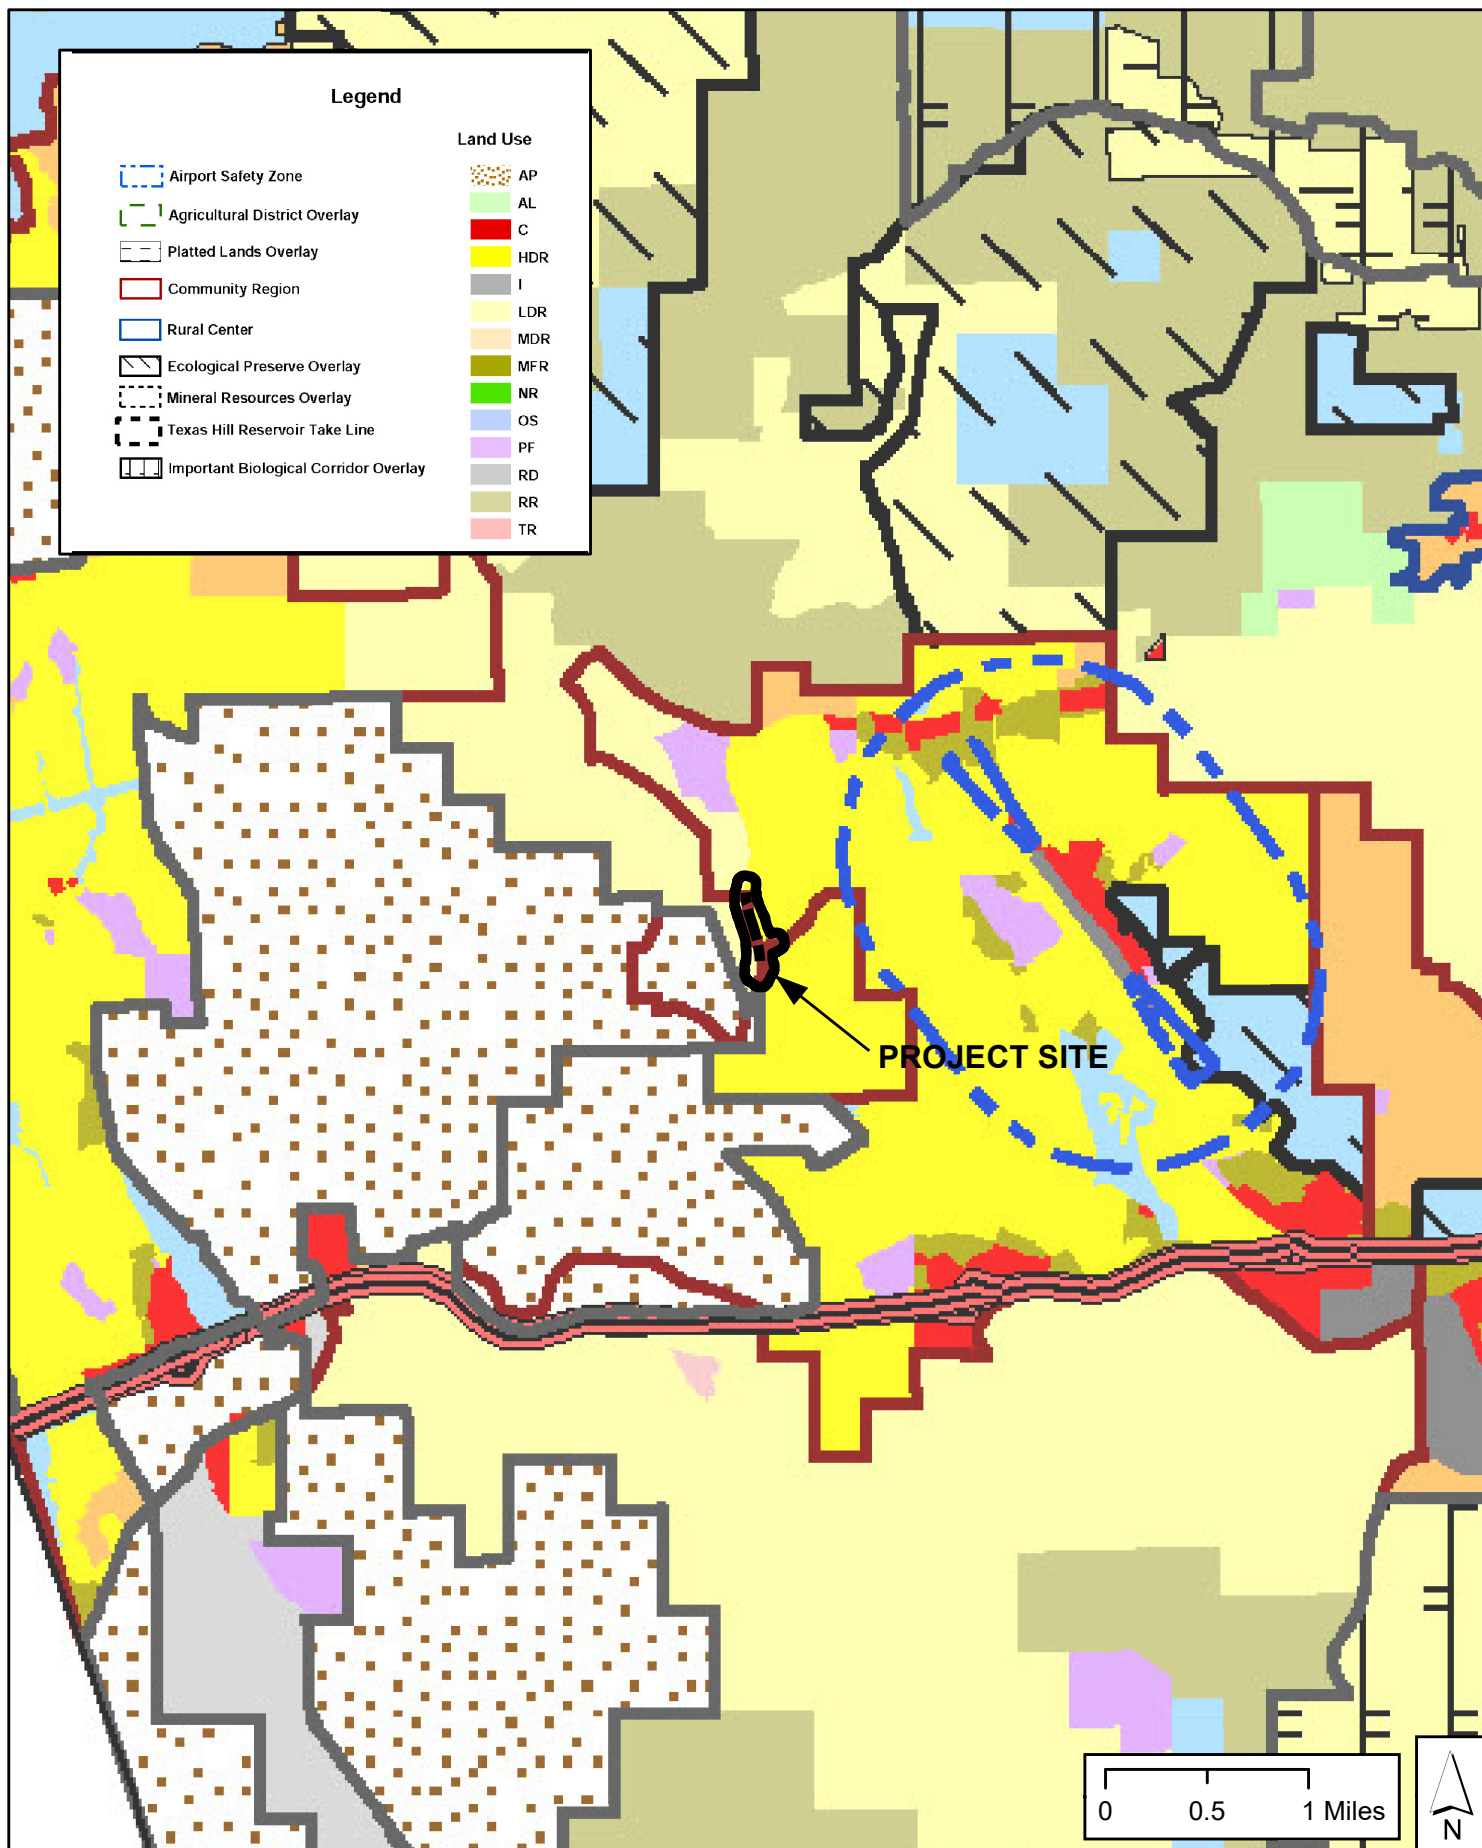 Legend
Airport Safety Zone
Agricultural District Overlay
Platted Lands Overlay
Community Region
Rural Center
Ecological Preserve Overlay
Mineral Resources Overlay
Texas Hill Reservoir Take Line
Important Biological Corridor Overlay
Land Use
AP
AL
C
HDR
I
LDR
MDR
MFR
NR
OS
PF
RD
RR
TR
PROJECT SITE
0 0.5 1 Miles
N